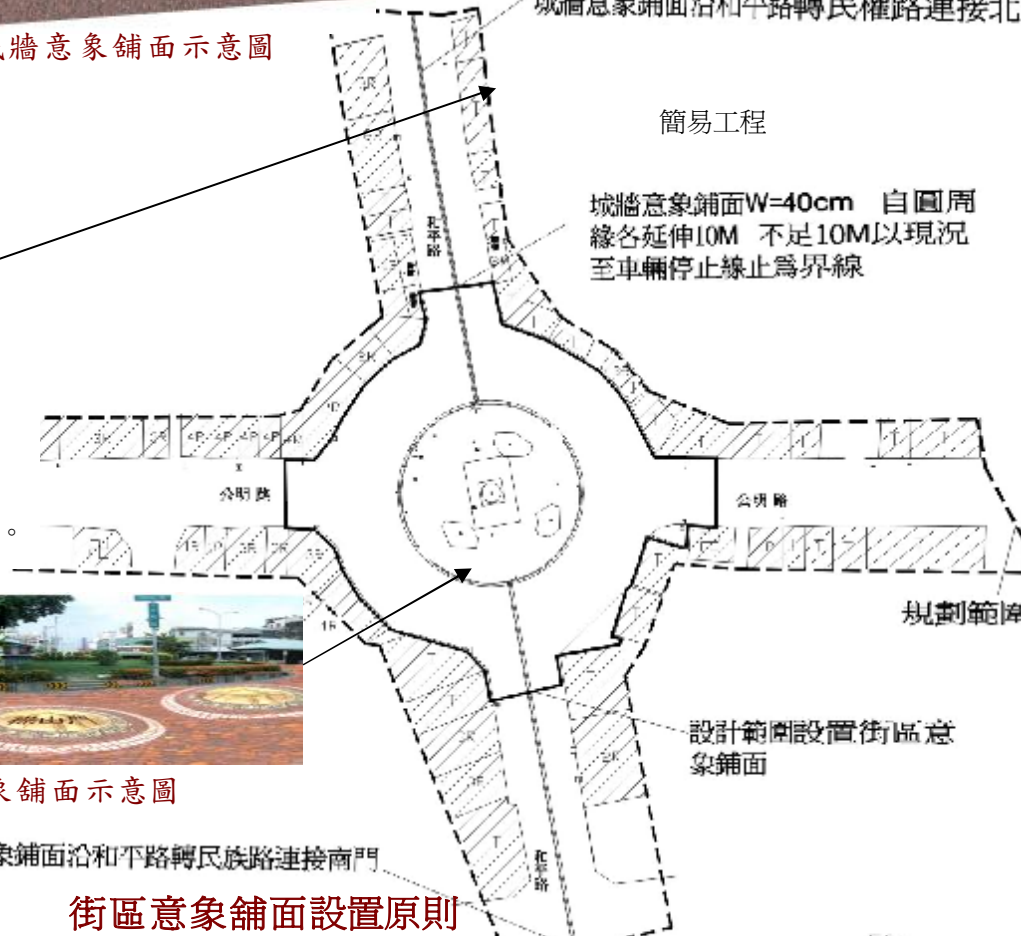 城牆意象鋪面沿和平路轉民權路連接北
牆意象舖面示意圖
簡易工程
城牆意象鋪面W=40cm 自圓周
緣各延伸10M 不足10M以現況
至車輛停止線止為界線
和平路
公明路
公明路
。
規劃範圍
設計範圍設置街區意
象鋪面
象舖面示意圖
象鋪面沿和平路轉民族路連接南門
和平路
街區意象舖面設置原則